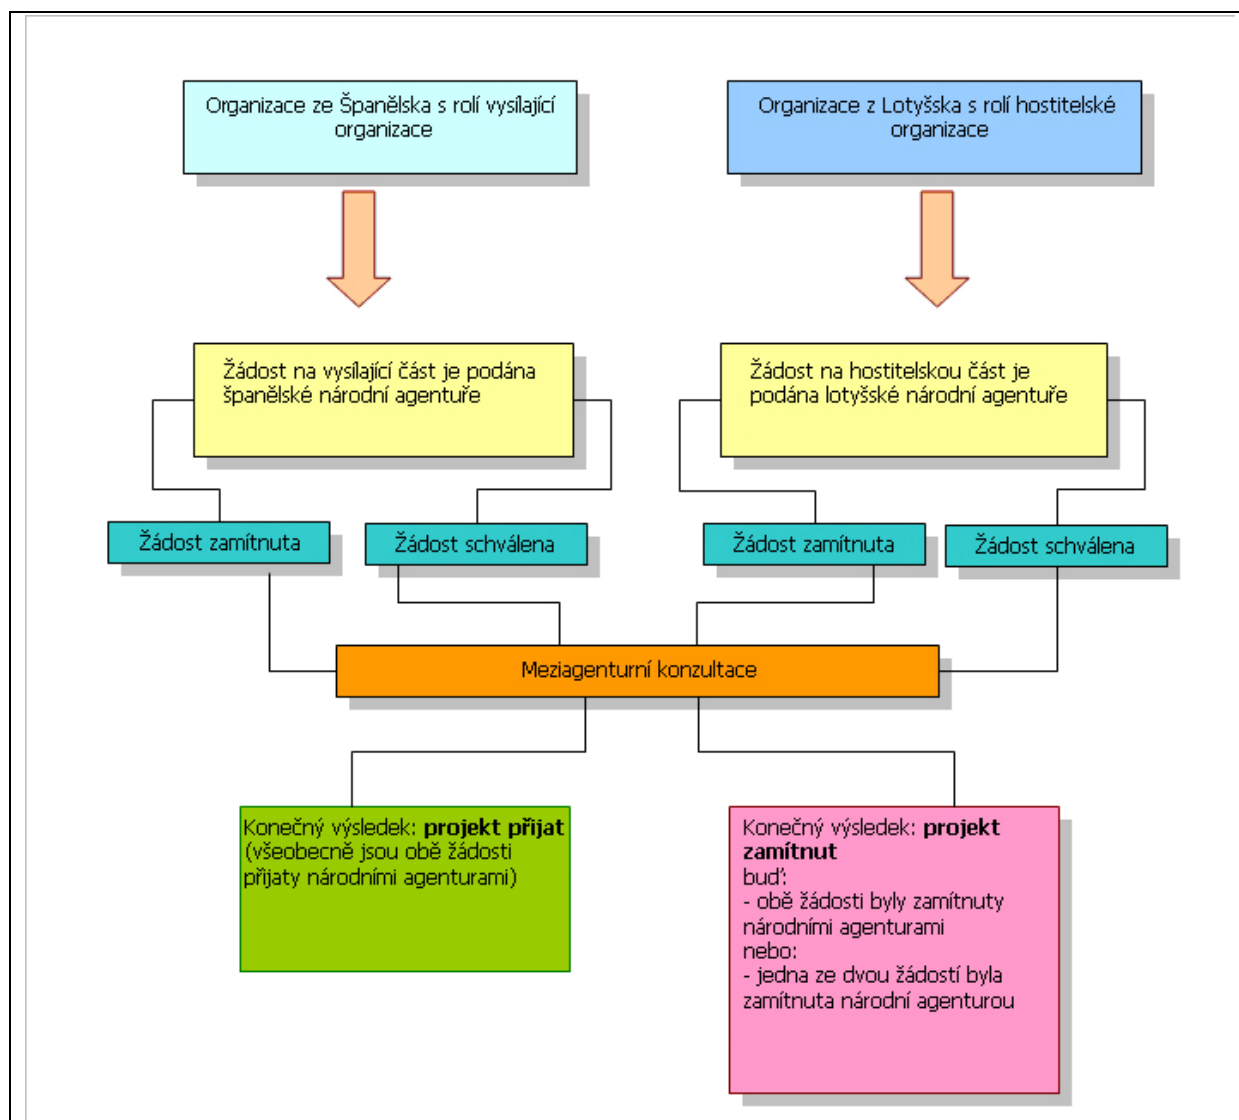 Organizace ze Španělska s rolí vysílající
organizace
Organizace z Lotyšska s rolí hostitelské
organizace
Žádost na vysílající část je podána
španělské národní agentuře
Žádost na hostitelskou část je
podána lotyšské národní agentuře
Žádost zamítnuta
Žádost schválena
Žádost zamítnuta
Žádost schválena
Meziagenturní konzultace
Konečný výsledek: projekt přijat
(všeobecně jsou obě žádosti
přijaty národními agenturami)
Konečný výsledek: projekt
zamítnut
buď:
- obě žádosti byly zamítnuty
národními agenturami
nebo:
- jedna ze dvou žádostí byla
zamítnuta národní agenturou